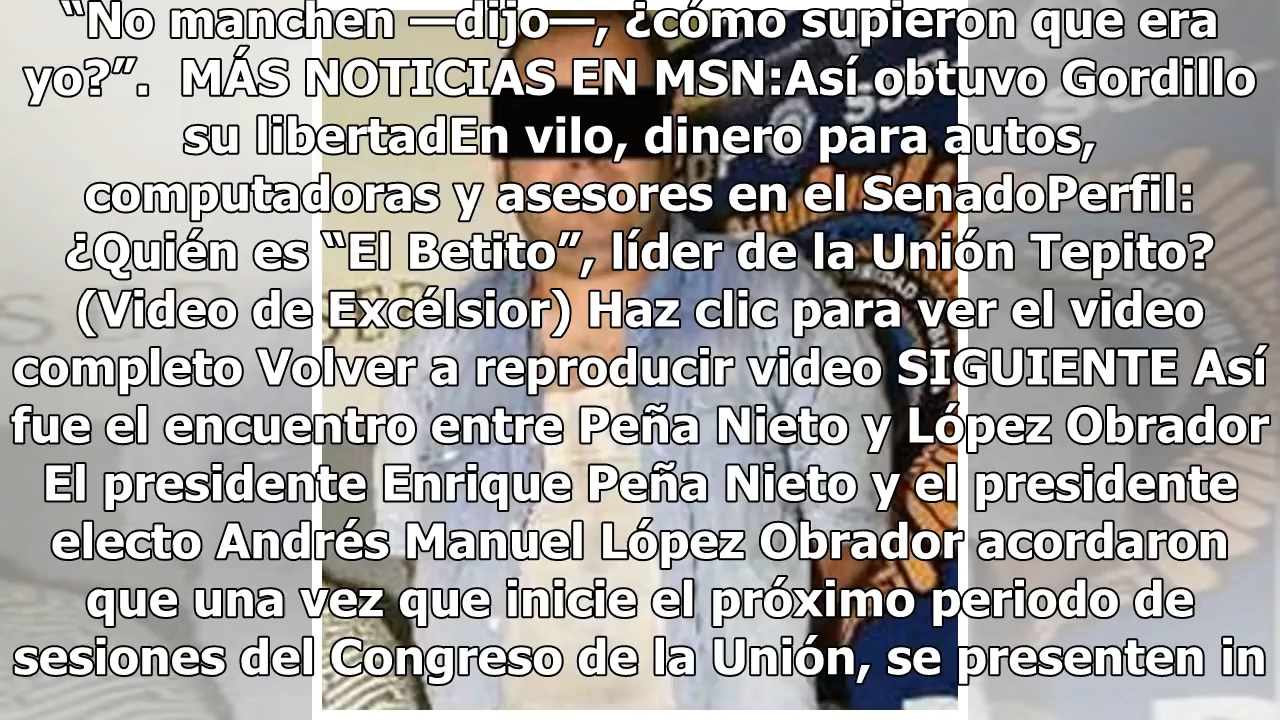 “No manchen —dijo—, ¿cómo supieron que era
yo?”. MÁS NOTICIAS EN MSN:Así obtuvo Gordillo
su libertadEn vilo, dinero para autos,
computadoras y asesores en el SenadoPerfil:
¿Quién es “El Betito”, líder de la Unión Tepito?
(Video de Excélsior) Haz clic para ver el video
completo Volver a reproducir video SIGUIENTE Así
fue el encuentro entre Peña Nieto y López Obrador
El presidente Enrique Peña Nieto y el presidente
electo Andrés Manuel López Obrador acordaron
que una vez que inicie el próximo periodo de
sesiones del Congreso de la Unión, se presenten in